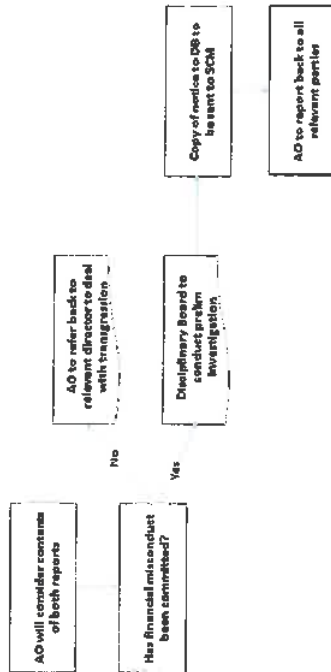 AO will consider contents
of both reports
Has financial misconduct
been committed?
No
Yes
AO to refer back to
relevant director to deal
with transgression
Disciplinary Board to
conduct prelim
investigation
Copy of notice to DB to
be sent to SCM
AO to report back to all
relevant parties